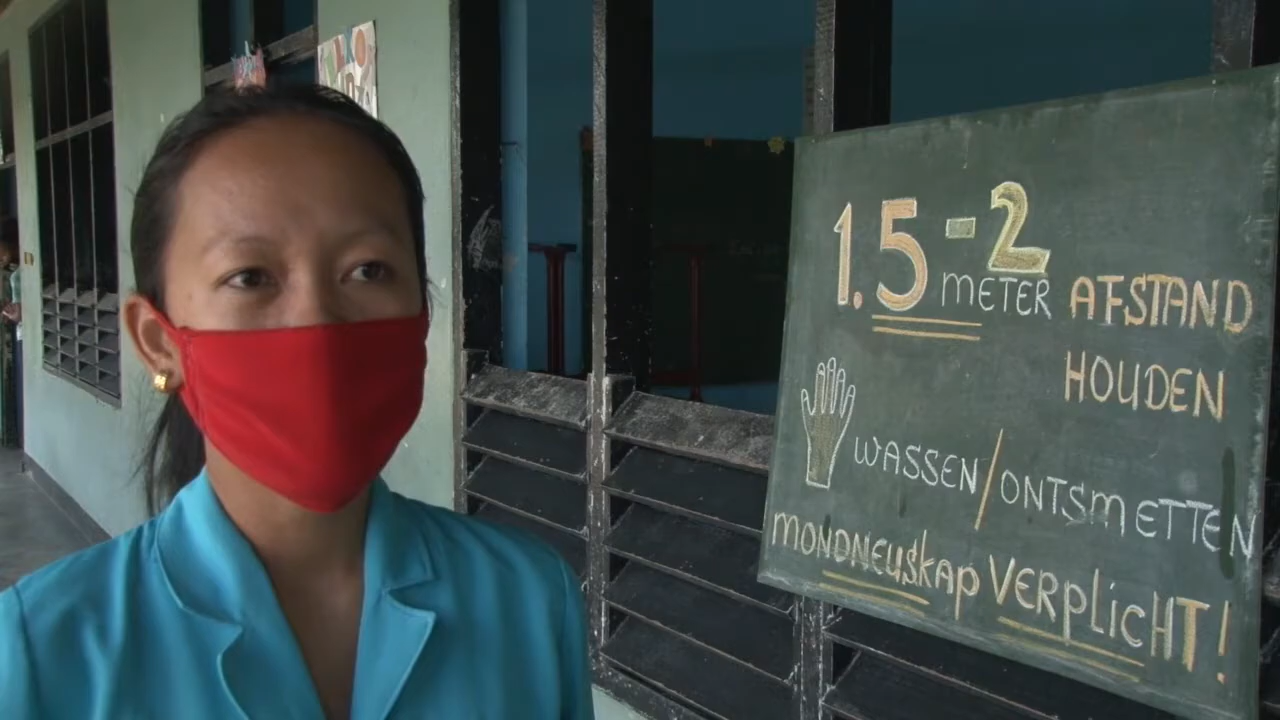 1.5-2 METER AFSTAND
HOUDEN
WASSEN/ONTSMETTEN
MONDNEUSKAP VERPLICHT!